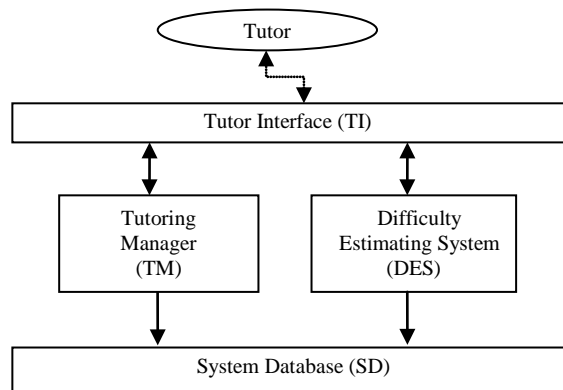 Tutor
Tutor Interface (TI)
Tutoring
Manager
(TM)
Difficulty
Estimating System
(DES)
System Database (SD)